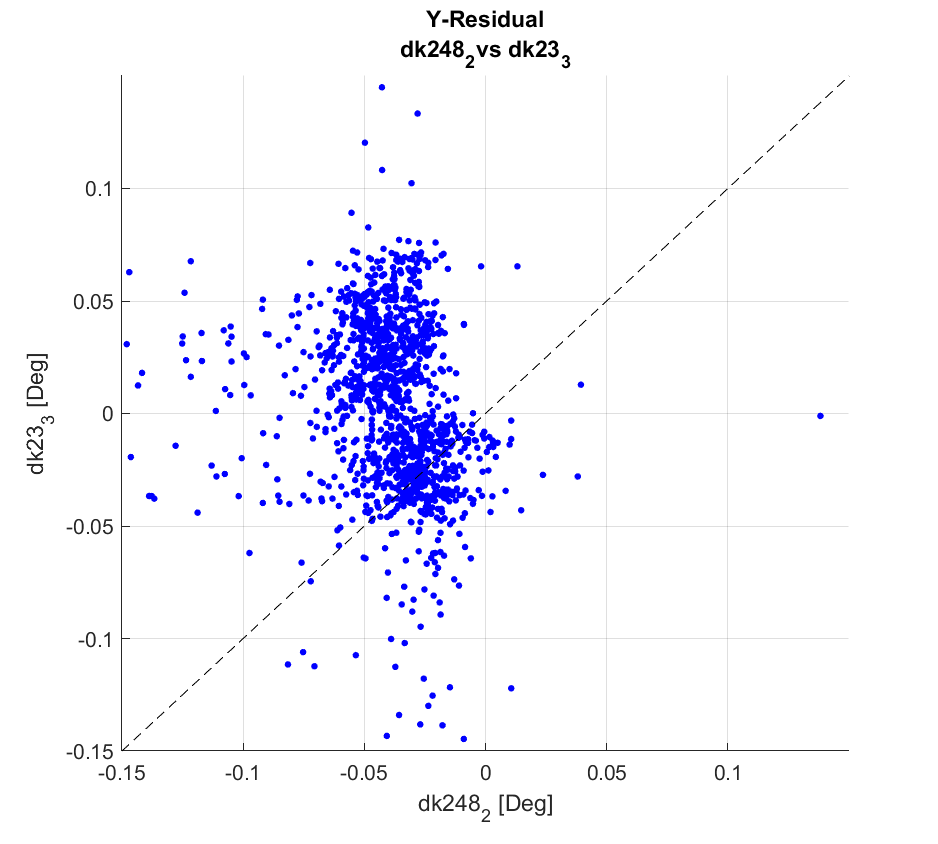 Y-Residual
dk248₂vs dk23₃
0.1
0.05
0
-0.05
-0.1
-0.15
dk23₃ [Deg]
-0.15 -0.1 -0.05 0 0.05 0.1
dk248₂ [Deg]